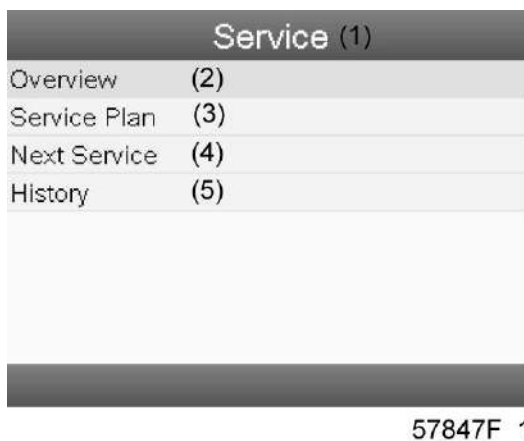 Service (1)
Overview (2)
Service Plan (3)
Next Service (4)
History (5)
57847F